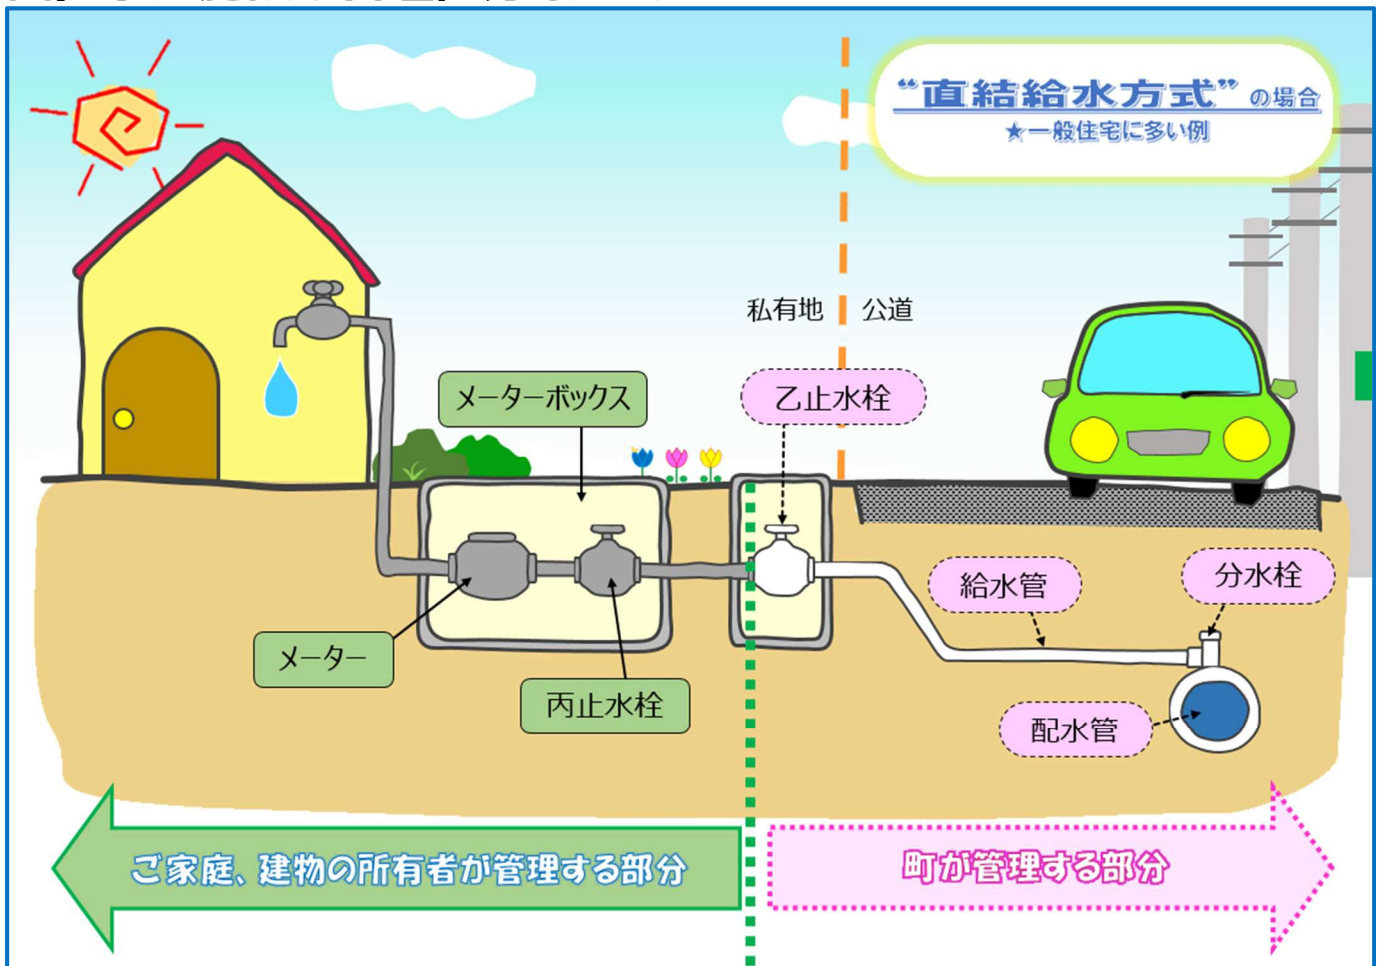 “直結給水方式” の場合
★一般住宅に多い例
私有地
公道
メーターボックス
乙止水栓
給水管
分水栓
メーター
丙止水栓
配水管
ご家庭、建物の所有者が管理する部分
町が管理する部分